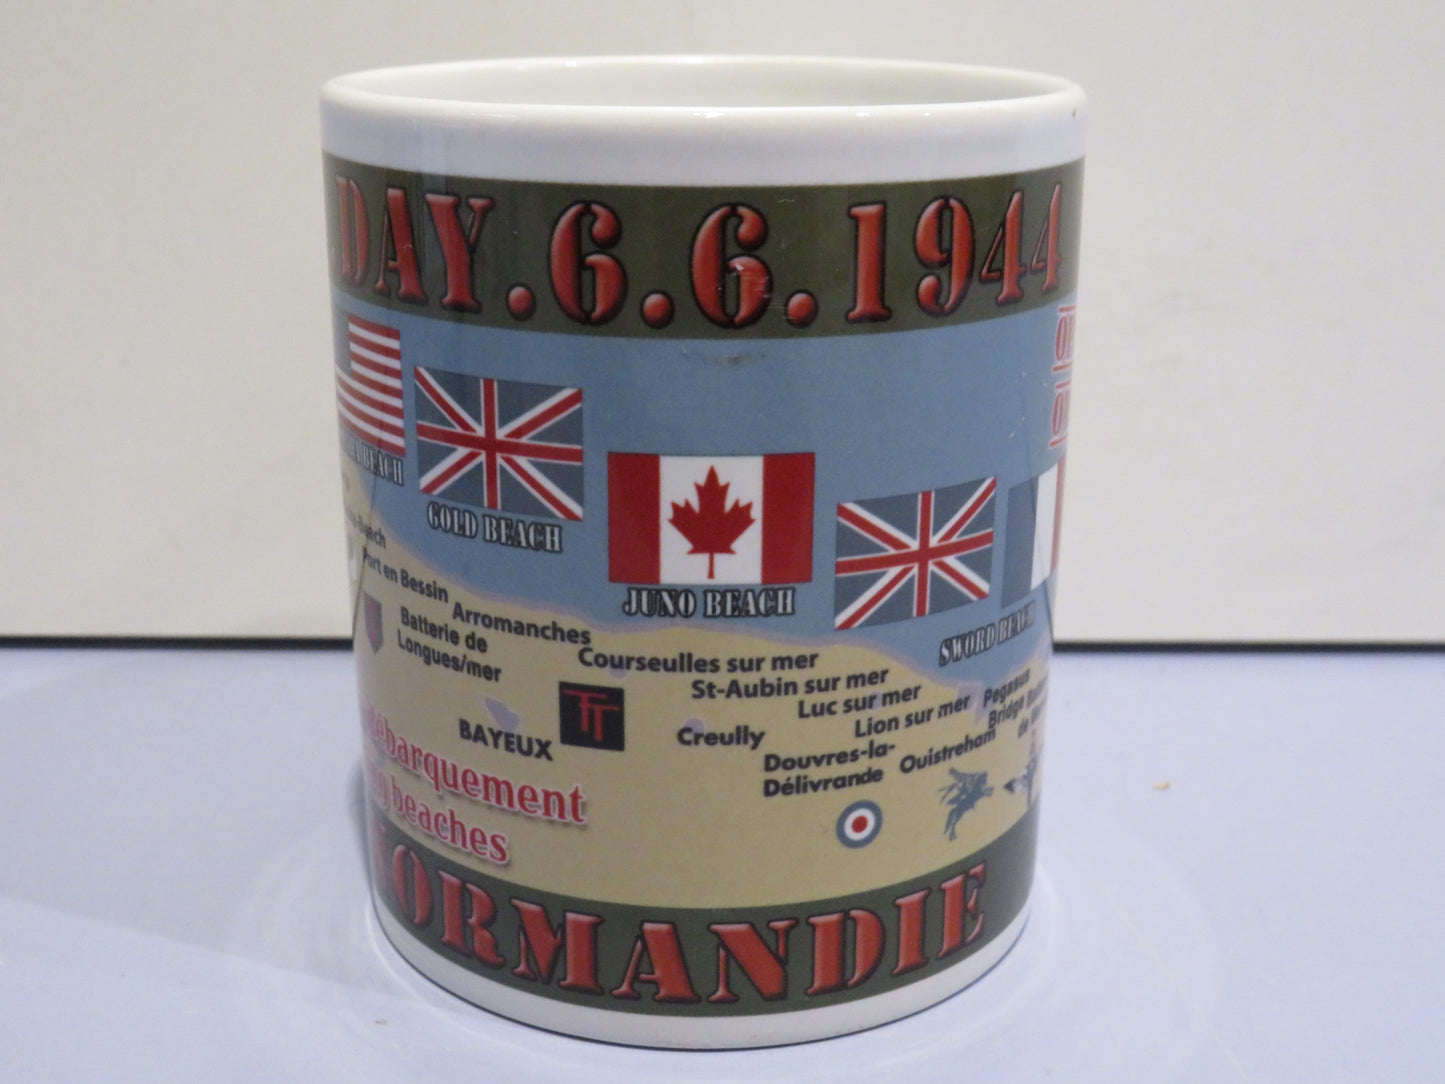 DAY.6.6.1944
BEACH
GOLD BEACH
JUNO BEACH
SWORD BEACH
Port en Bessin
Arromanches
Batterie de
Longues/mer
Courseulles sur mer
St-Aubin sur mer
Luc sur mer
Lion sur mer
Pegasus
Bridge
BAYEUX
Creully
Douvres-la-
Délivrande
Ouistreham
débarquement
beaches
NORMANDIE